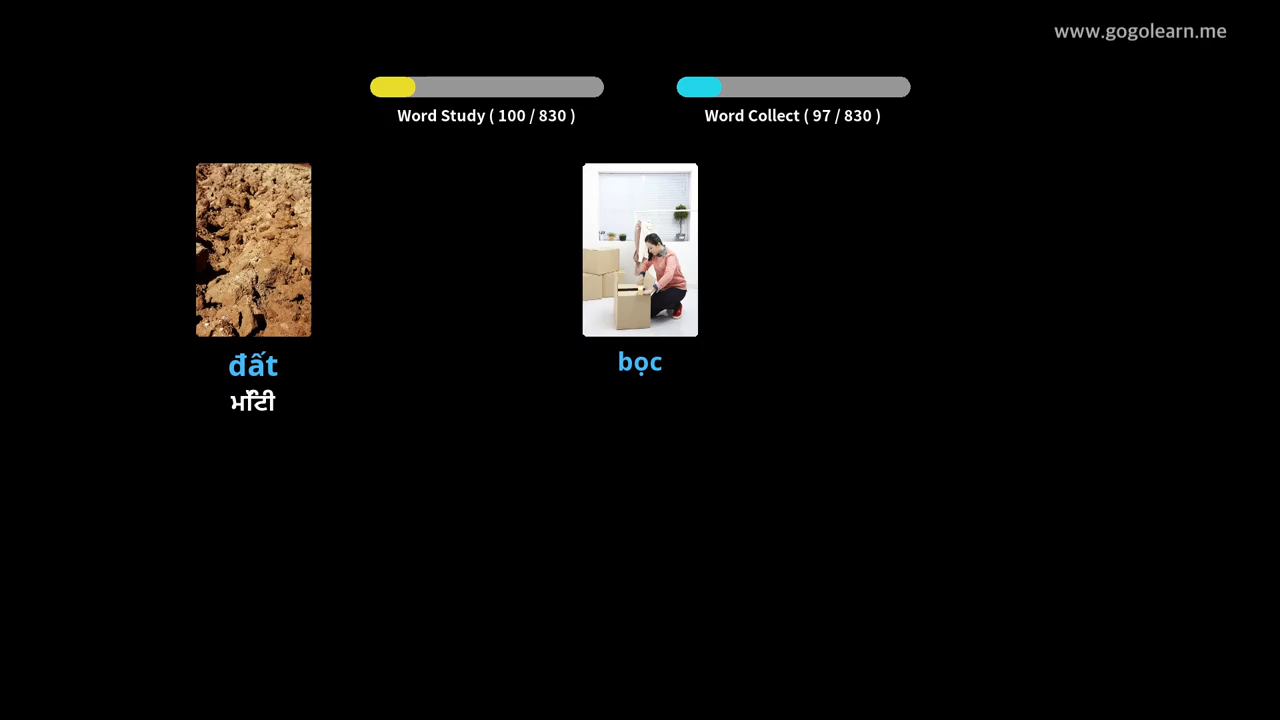 www.gogolearn.me
Word Study ( 100 / 830 )
Word Collect ( 97 / 830 )
đất
ਮਿੱਟੀ
bọc